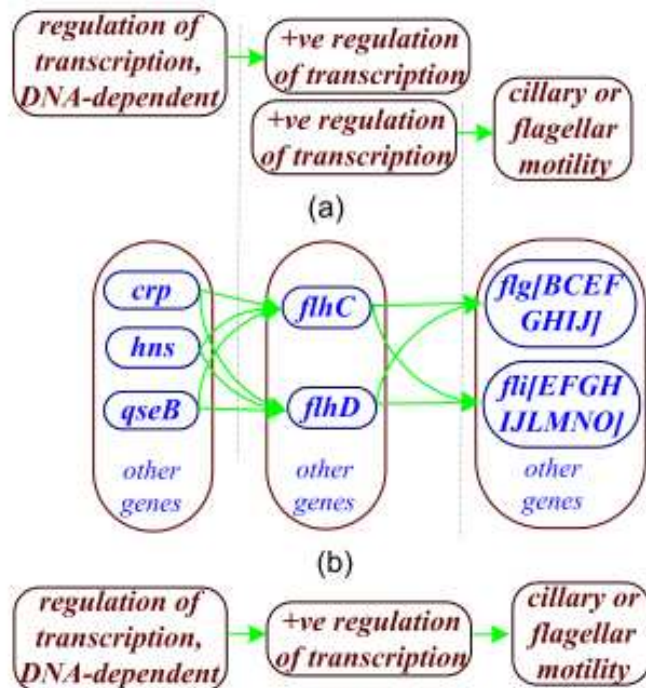 regulation of
transcription,
DNA-dependent
+ve regulation
of transcription
+ve regulation
of transcription
cillary or
flagellar
motility
(a)
crp
hns
qseB
other
genes
flhC
flhD
other
genes
flg[BCEF
GHIJ]
fli[EFGH
IJLMNO]
other
genes
(b)
regulation of
transcription,
DNA-dependent
+ve regulation
of transcription
cillary or
flagellar
motility